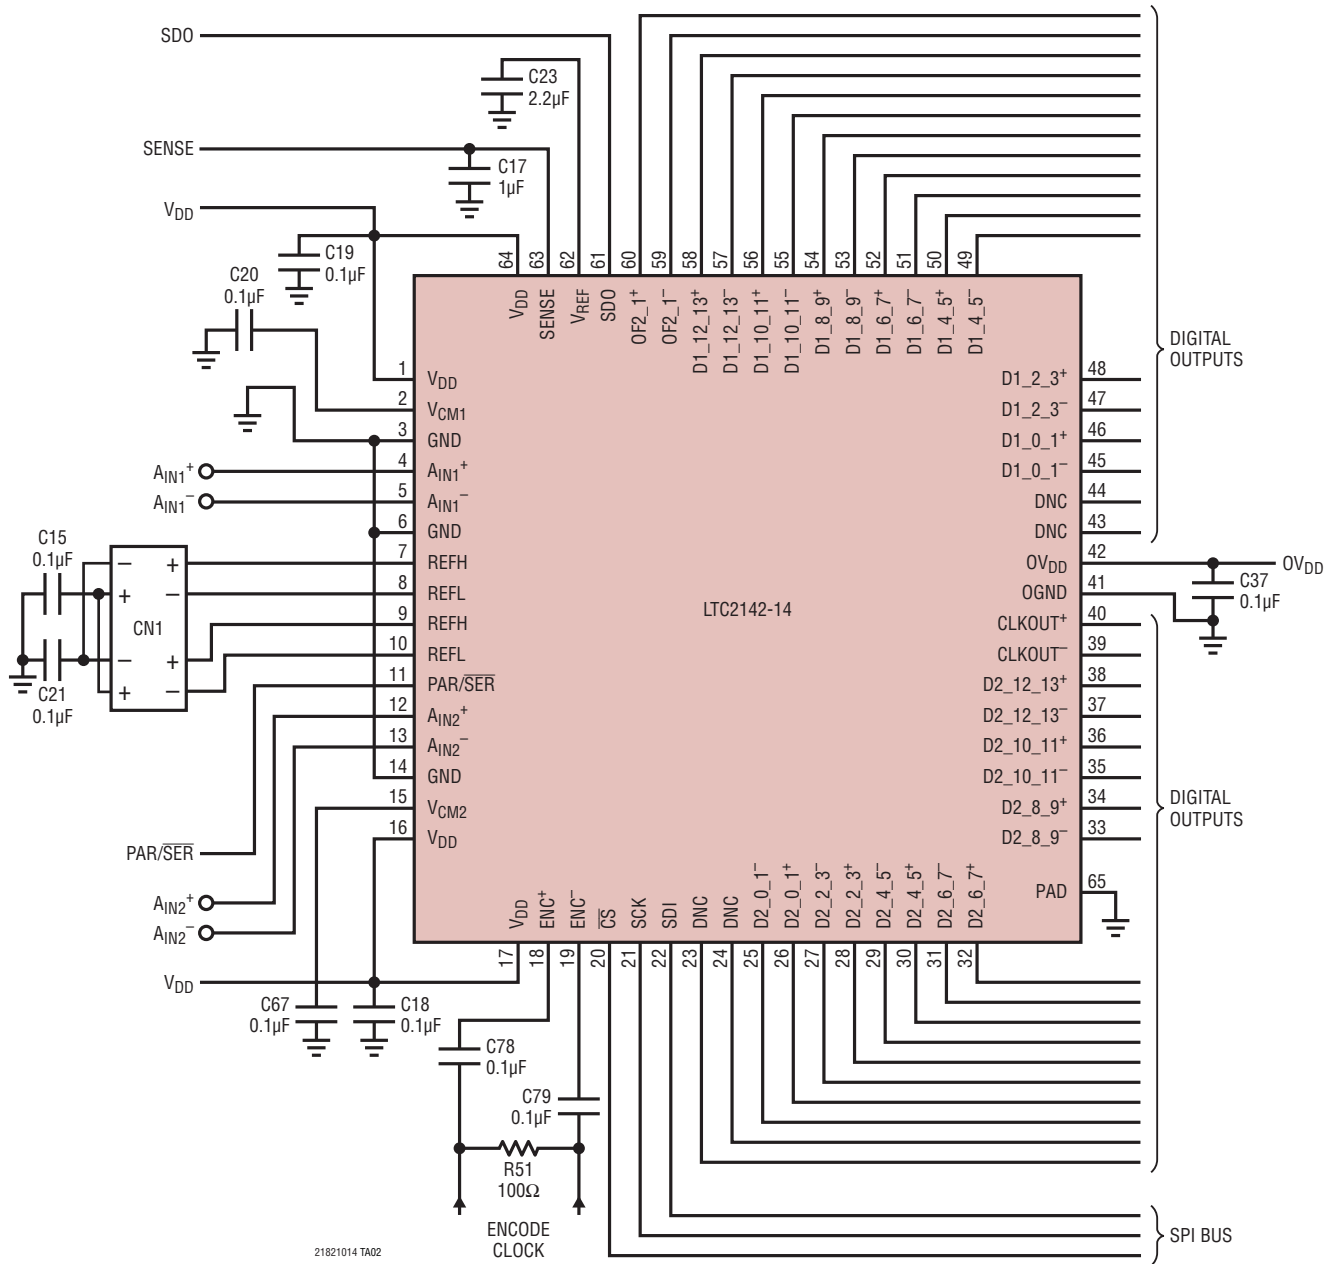 SDO
C23
2.2µF
SENSE
C17
1µF
VDD
C19
0.1µF
C20
0.1µF
64
63
62
61
60
59
58
57
56
55
54
53
52
51
50
49
VDD
SENSE
VREF
SDO
OF2_1+
OF2_1–
D1_12_13+
D1_12_13–
D1_10_11+
D1_10_11–
D1_8_9+
D1_8_9–
D1_6_7+
D1_6_7–
D1_4_5+
D1_4_5–
DIGITAL
OUTPUTS
1 VDD
2 VCM1
3 GND
4 AIN1+
5 AIN1–
6 GND
7 REFH
8 REFL
9 REFH
10 REFL
11 PAR/SER
12 AIN2+
13 AIN2–
14 GND
15 VCM2
16 VDD
AIN1+
AIN1–
C15
0.1µF
– +
+ –
CN1
– +
+ –
C21
0.1µF
LTC2142-14
D1_2_3+ 48
D1_2_3– 47
D1_0_1+ 46
D1_0_1– 45
DNC 44
DNC 43
OVDD 42
OGND 41
CLKOUT+ 40
CLKOUT– 39
D2_12_13+ 38
D2_12_13– 37
D2_10_11+ 36
D2_10_11– 35
D2_8_9+ 34
D2_8_9– 33
PAD 65
OVDD
C37
0.1µF
DIGITAL
OUTPUTS
PAR/SER
AIN2+
AIN2–
VDD
VDD
ENC+
ENC–
CS
SCK
SDI
DNC
DNC
D2_0_1–
D2_0_1+
D2_2_3–
D2_2_3+
D2_4_5–
D2_4_5+
D2_6_7–
D2_6_7+
17
18
19
20
21
22
23
24
25
26
27
28
29
30
31
32
C67
0.1µF
C18
0.1µF
C78
0.1µF
C79
0.1µF
R51
100Ω
ENCODE
CLOCK
SPI BUS
21821014 TA02